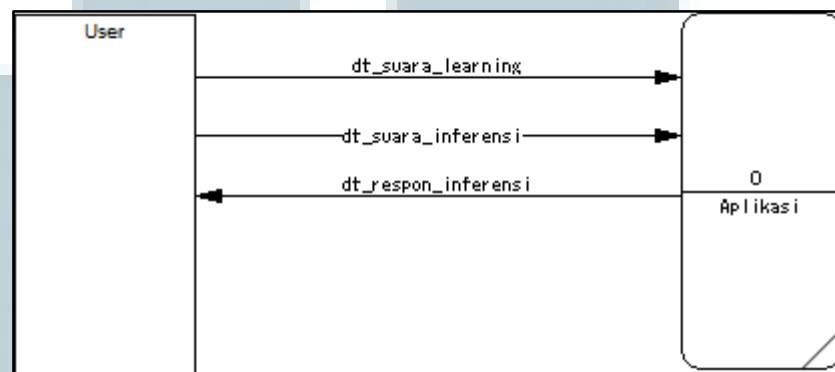 User
dt_suara_learning
dt_suara_inferensi
dt_respon_inferensi
0
Aplikasi